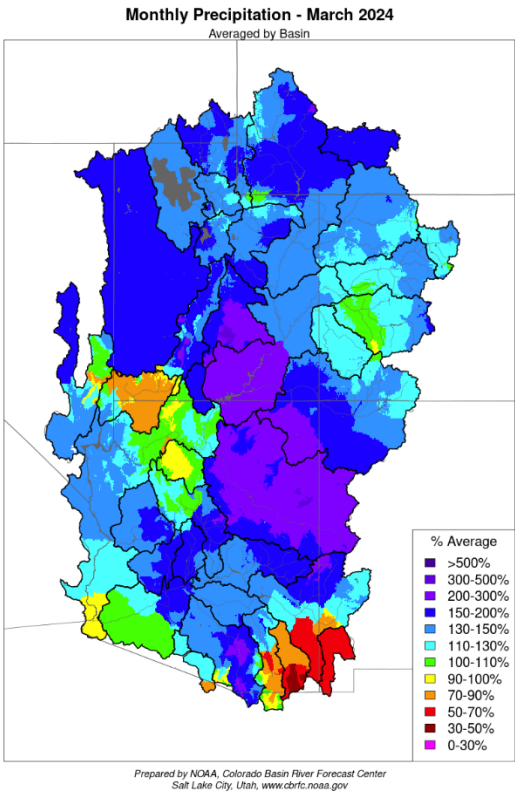 Monthly Precipitation - March 2024
Averaged by Basin
% Average
>500%
300-500%
200-300%
150-200%
130-150%
110-130%
100-110%
90-100%
70-90%
50-70%
30-50%
0-30%
Prepared by NOAA, Colorado Basin River Forecast Center
Salt Lake City, Utah, www.cbrfc.noaa.gov